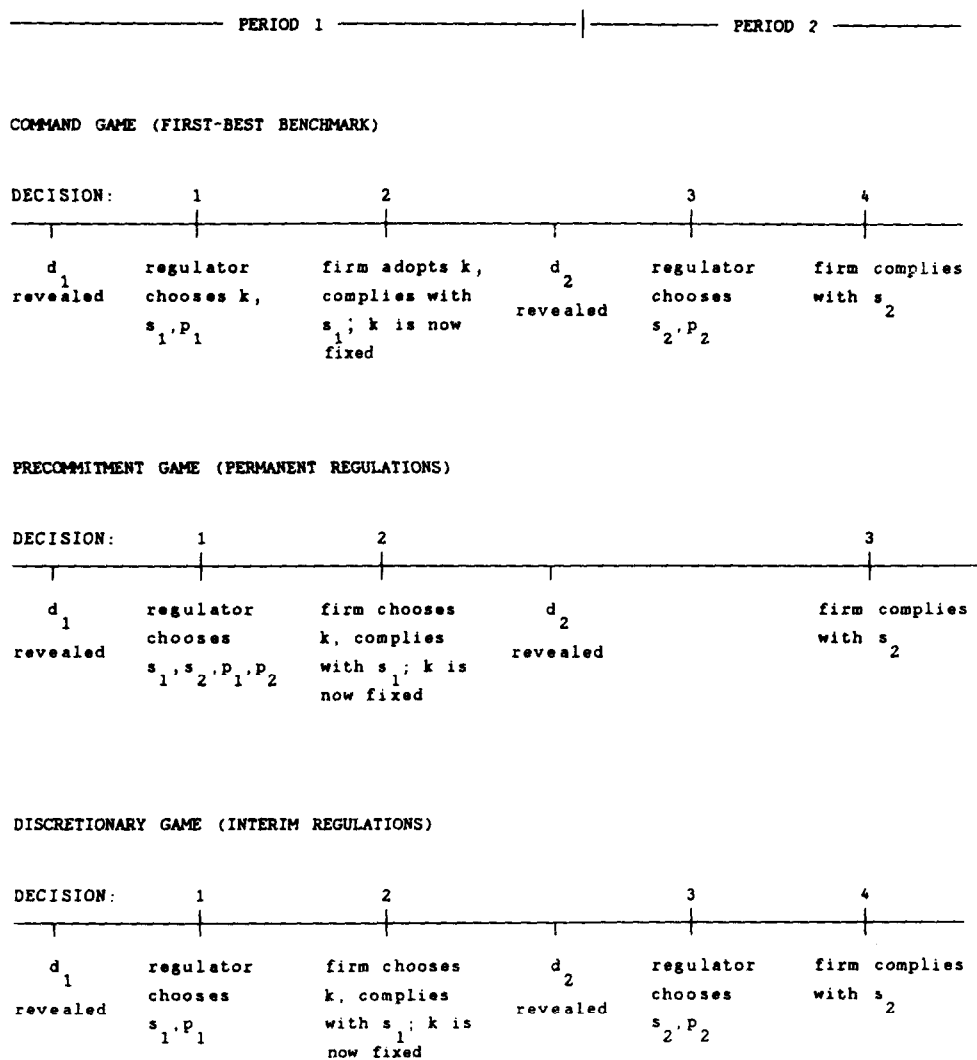 PERIOD 1 PERIOD 2
COMMAND GAME (FIRST-BEST BENCHMARK)
DECISION: 1 2 3 4
d1 revealed
regulator
chooses k,
s1,p1
firm adopts k,
complies with
s1; k is now
fixed
d2
revealed
regulator
chooses
s2,p2
firm complies
with s2
PRECOMMITMENT GAME (PERMANENT REGULATIONS)
DECISION: 1 2 3
d1
revealed
regulator
chooses
s1,s2,p1,p2
firm chooses
k, complies
with s1; k is
now fixed
d2
revealed
firm complies
with s2
DISCRETIONARY GAME (INTERIM REGULATIONS)
DECISION: 1 2 3 4
d1
revealed
regulator
chooses
s1,p1
firm chooses
k, complies
with s1; k is
now fixed
d2
revealed
regulator
chooses
s2,p2
firm complies
with s2